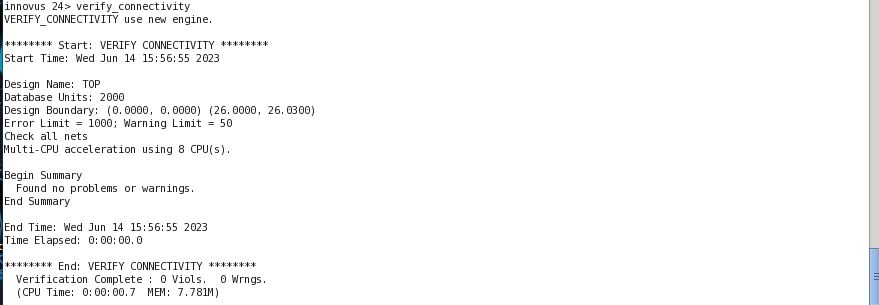 innovus 24> verify_connectivity
VERIFY_CONNECTIVITY use new engine.
******** Start: VERIFY CONNECTIVITY ********
Start Time: Wed Jun 14 15:56:55 2023
Design Name: TOP
Database Units: 2000
Design Boundary: (0.0000, 0.0000) (26.0000, 26.0300)
Error Limit = 1000; Warning Limit = 50
Check all nets
Multi-CPU acceleration using 8 CPU(s).
Begin Summary
  Found no problems or warnings.
End Summary
End Time: Wed Jun 14 15:56:55 2023
Time Elapsed: 0:00:00.0
******** End: VERIFY CONNECTIVITY ********
  Verification Complete : 0 Viols.  0 Wrngs.
  (CPU Time: 0:00:00.7  MEM: 7.781M)